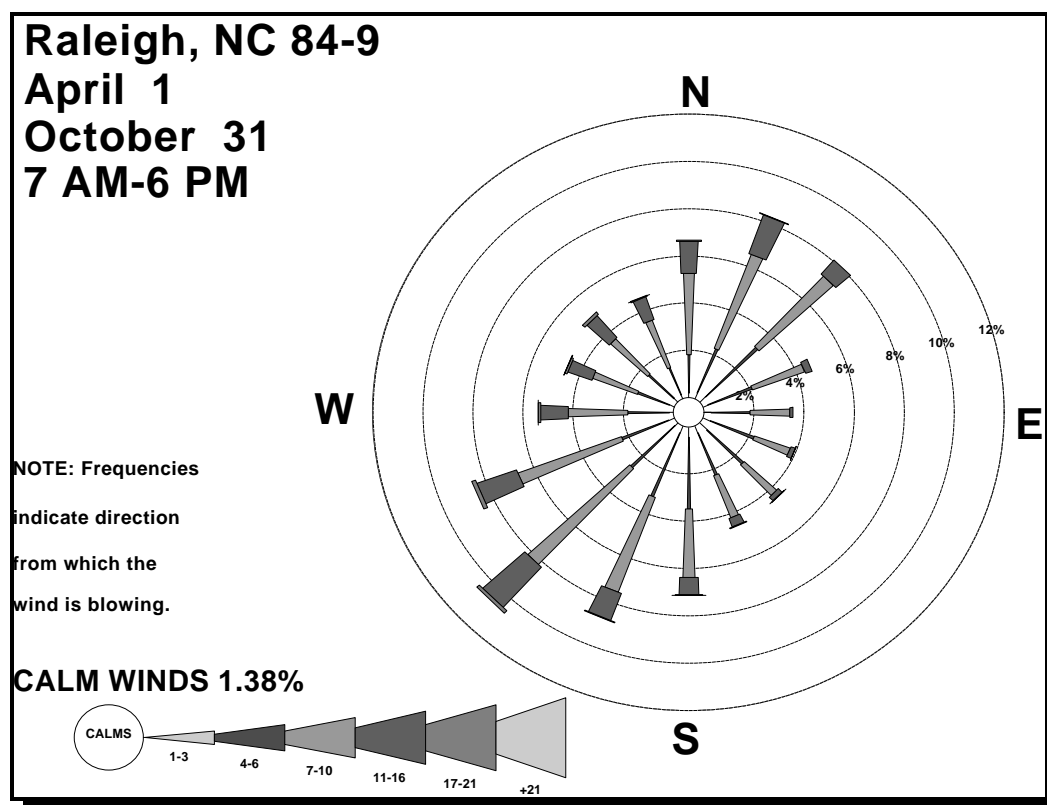 Raleigh, NC 84-9
April 1
October 31
7 AM-6 PM
N
12%
10%
8%
6%
4%
2%
W
E
NOTE: Frequencies
indicate direction
from which the
wind is blowing.
CALM WINDS 1.38%
S
CALMS
1-3
4-6
7-10
11-16
17-21
+21